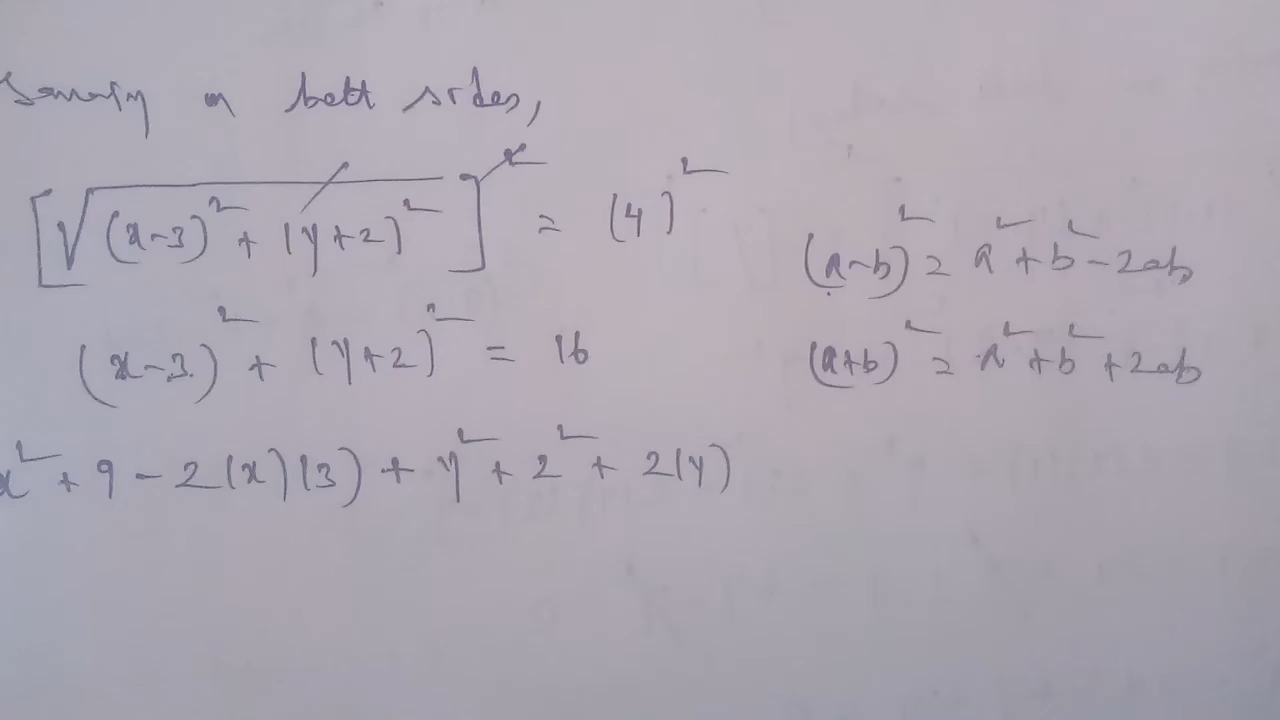 on both sides,
[√(x-3)² + (y+2)²]² = (4)²
(x-3)² + (y+2)² = 16
x² + 9 - 2(x)(3) + y² + 2² + 2(y)
(a-b)² = a² + b² - 2ab
(a+b)² = a² + b² + 2ab